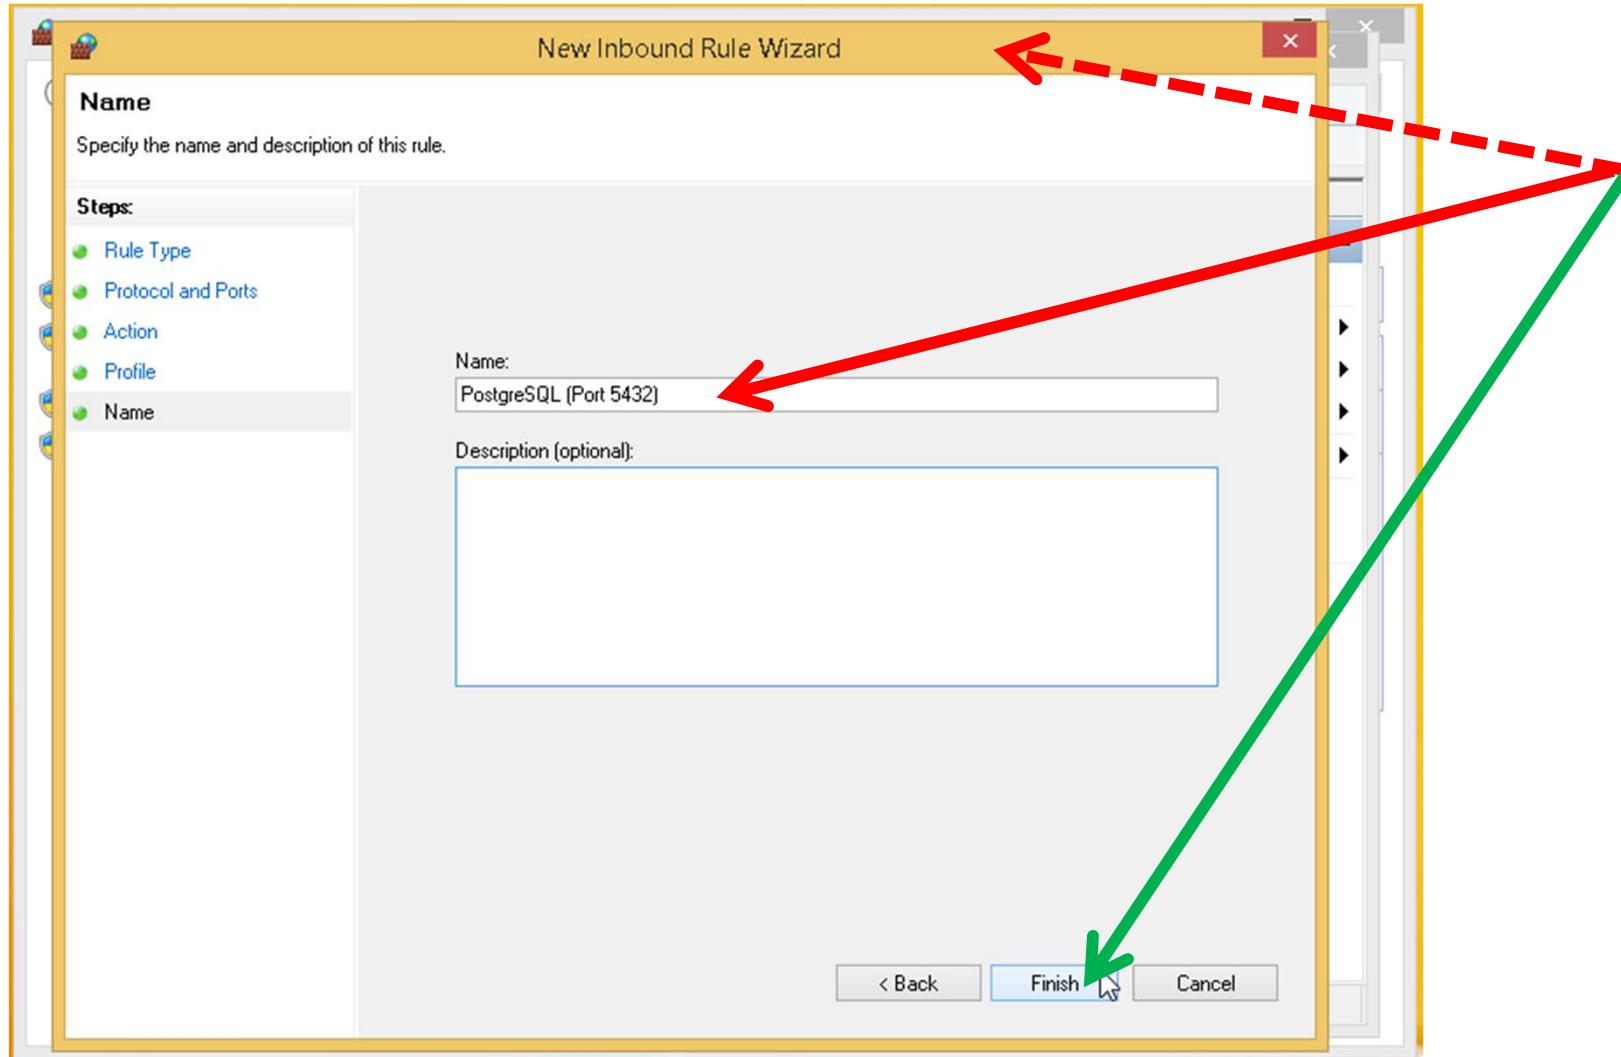 New Inbound Rule Wizard
Name
Specify the name and description of this rule.
Steps:
Rule Type
Protocol and Ports
Action
Profile
Name
Name:
PostgreSQL (Port 5432)
Description (optional):
< Back
Finish
Cancel